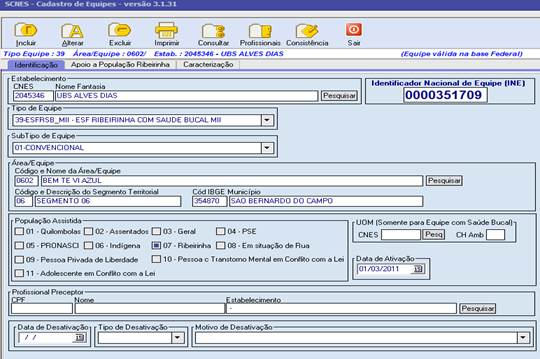 SCNES - Cadastro de Equipes - versão 3.1.31
Incluir Alterar Excluir Imprimir Consultar Profissionais Consistência Sair
Tipo Equipe : 39 Área/Equipe : 0602/ Estab. : 2045346 - UBS ALVES DIAS (Equipe válida na base Federal)
Identificação Apoio a População Ribeirinha Caracterização
Estabelecimento
CNES Nome Fantasia
2045346 UBS ALVES DIAS Pesquisar
Identificador Nacional de Equipe (INE)
0000351709
Tipo de Equipe
39-ESFRSB_MII - ESF RIBEIRINHA COM SAUDE BUCAL MII
SubTipo de Equipe
01-CONVENCIONAL
Área/Equipe
Código e Nome da Área/Equipe
0602 BEM TE VI AZUL Pesquisar
Código e Descrição do Segmento Territorial Cód IBGE Município
06 SEGMENTO 06 354870 SAO BERNARDO DO CAMPO
População Assistida
01 - Quilombolas 02 - Assentados 03 - Geral 04 - PSE
05 - PRONASCI 06 - Indígena 07 - Ribeirinha 08 - Em situação de Rua
09 - Pessoa Privada de Liberdade 10 - Pessoa c Transtorno Mental em Conflito com a Lei
11 - Adolescente em Conflito com a Lei
UOM (Somente para Equipe com Saúde Bucal)
CNES Pesq CH Amb
Data de Ativação
01/03/2011
Profissional Preceptor
CPF Nome Estabelecimento
- Pesquisar
Data de Desativação Tipo de Desativação Motivo de Desativação
/ /